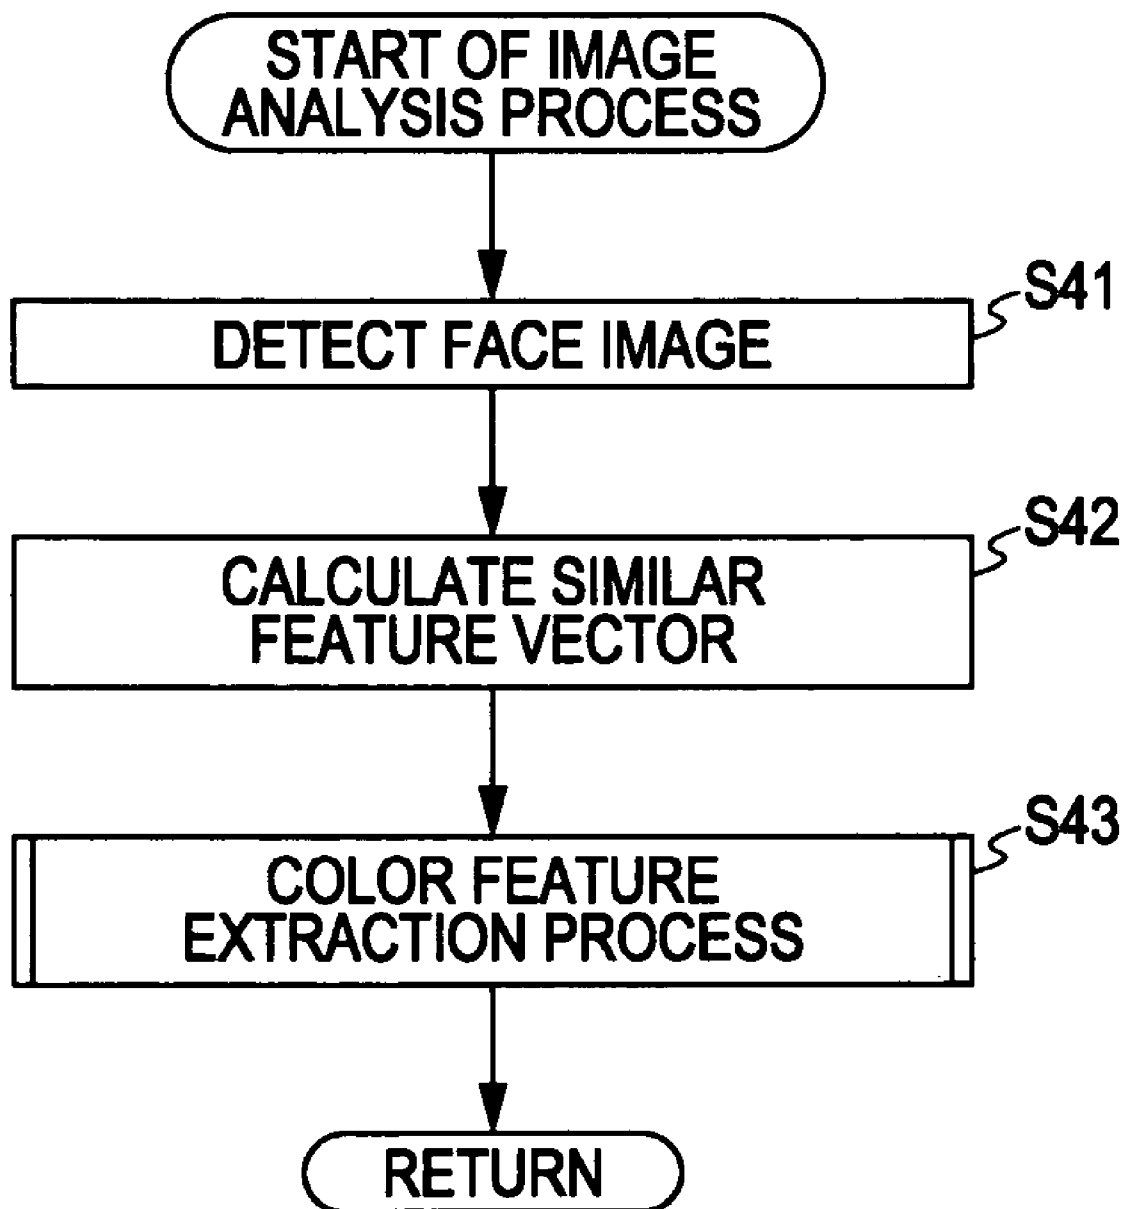 START OF IMAGE
ANALYSIS PROCESS
S41
DETECT FACE IMAGE
S42
CALCULATE SIMILAR
FEATURE VECTOR
S43
COLOR FEATURE
EXTRACTION PROCESS
RETURN